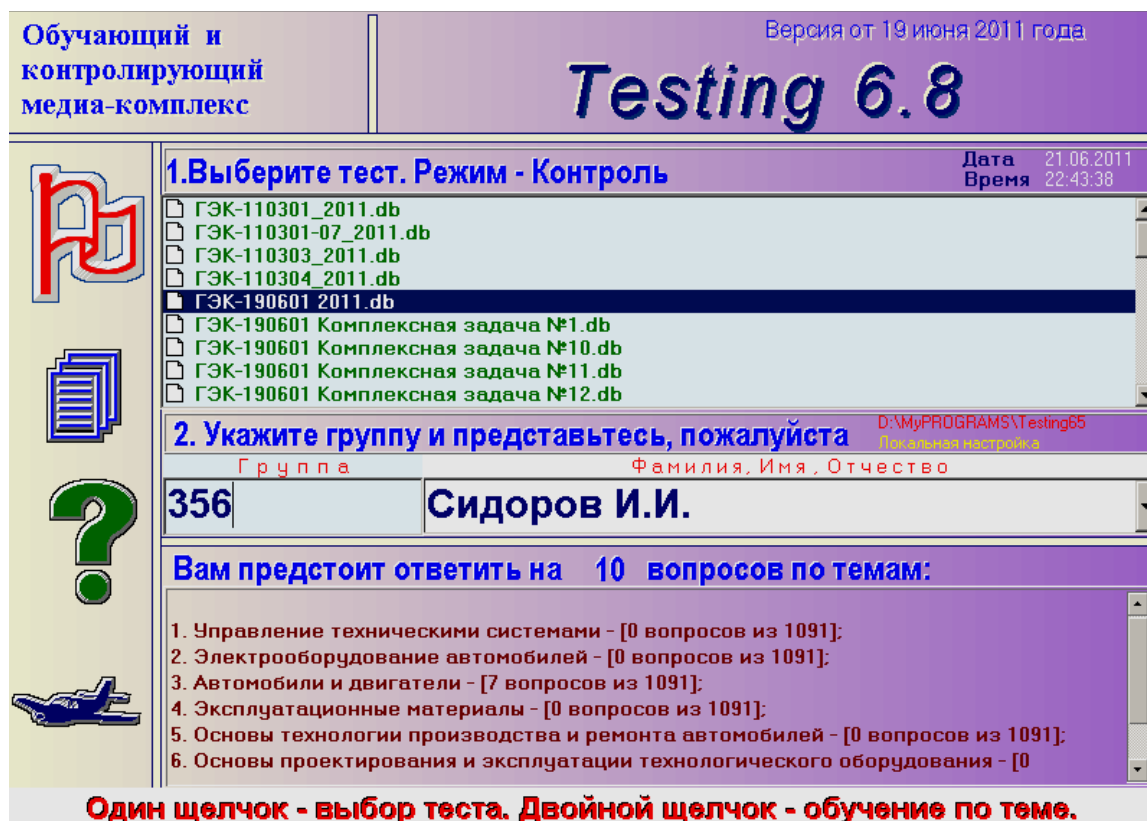 Обучающий и
контролирующий
медиа-комплекс
Версия от 19 июня 2011 года
Testing 6.8
1.Выберите тест. Режим - Контроль
Дата 21.06.2011
Время 22:43:38
ГЭК-110301_2011.db
ГЭК-110301-07_2011.db
ГЭК-110303_2011.db
ГЭК-110304_2011.db
ГЭК-190601 2011.db
ГЭК-190601 Комплексная задача №1.db
ГЭК-190601 Комплексная задача №10.db
ГЭК-190601 Комплексная задача №11.db
ГЭК-190601 Комплексная задача №12.db
2. Укажите группу и представьтесь, пожалуйста
D:\MyPROGRAMS\Testing65
Локальная настройка
Группа Фамилия, Имя, Отчество
356 Сидоров И.И.
Вам предстоит ответить на 10 вопросов по темам:
1. Управление техническими системами - [0 вопросов из 1091];
2. Электрооборудование автомобилей - [0 вопросов из 1091];
3. Автомобили и двигатели - [7 вопросов из 1091];
4. Эксплуатационные материалы - [0 вопросов из 1091];
5. Основы технологии производства и ремонта автомобилей - [0 вопросов из 1091];
6. Основы проектирования и эксплуатации технологического оборудования - [0
Один щелчок - выбор теста. Двойной щелчок - обучение по теме.